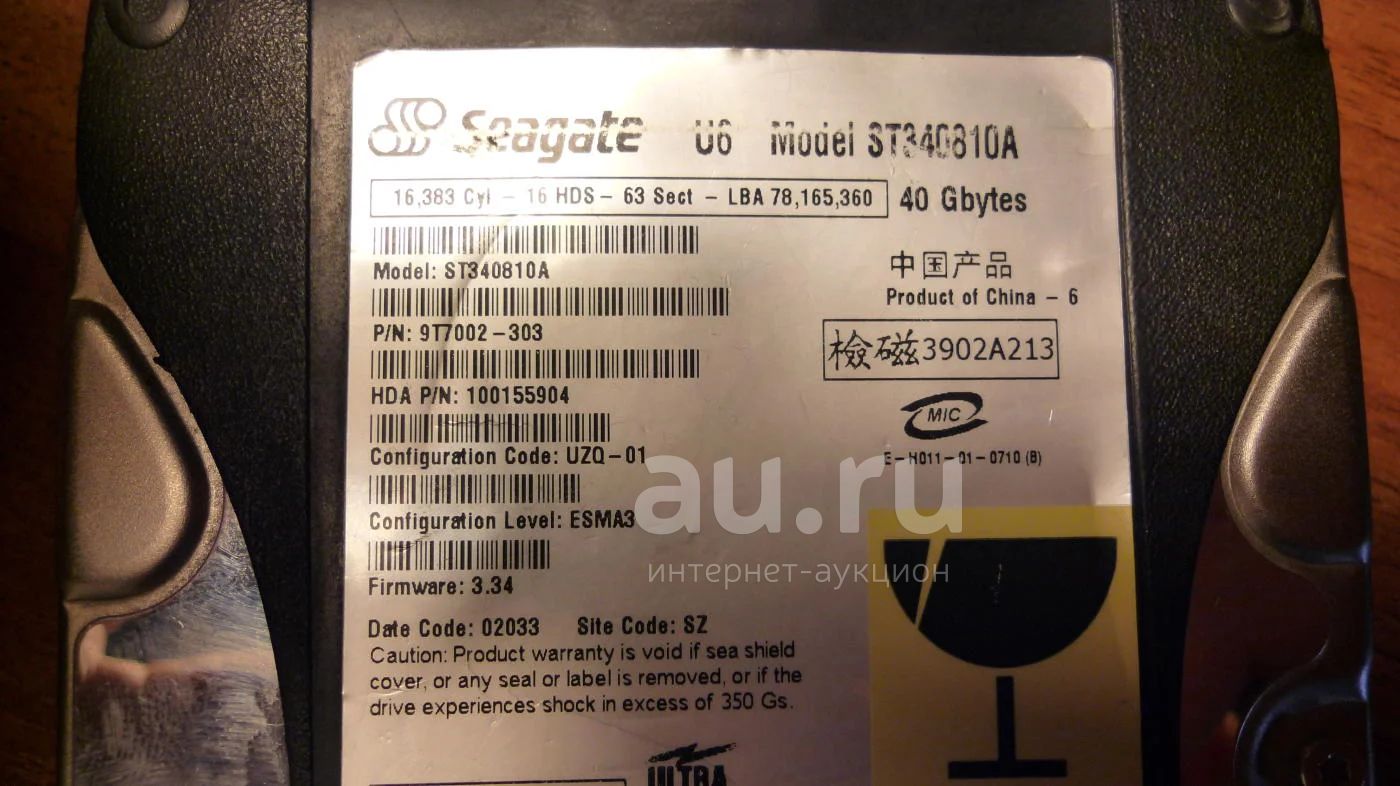 Seagate U6 Model ST340810A
16,383 Cyl – 16 HDS – 63 Sect – LBA 78,165,360 40 Gbytes
Model: ST340810A
P/N: 9T7002-303
HDA P/N: 100155904
Configuration Code: UZQ-01
Configuration Level: ESMA3
Firmware: 3.34
Date Code: 02033 Site Code: SZ
Caution: Product warranty is void if sea shield
cover, or any seal or label is removed, or if the
drive experiences shock in excess of 350 Gs.
ULTRA
中国产品
Product of China - 6
檢磁3902A213
MIC
E-H011-01-0710 (B)
au.ru
интернет-аукцион